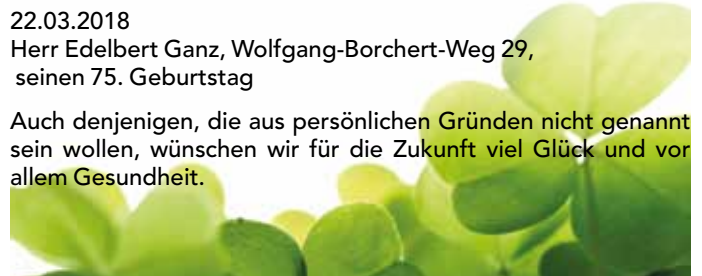 22.03.2018
Herr Edelbert Ganz, Wolfgang-Borchert-Weg 29,
seinen 75. Geburtstag
Auch denjenigen, die aus persönlichen Gründen nicht genannt
sein wollen, wünschen wir für die Zukunft viel Glück und vor
allem Gesundheit.